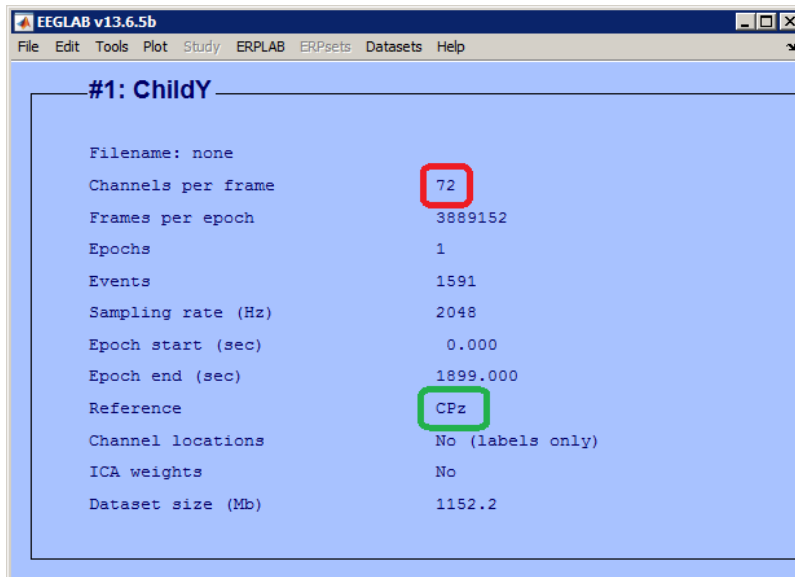 EEGLAB v13.6.5b
File Edit Tools Plot Study ERPLAB ERPsets Datasets Help
#1: ChildY
Filename: none
Channels per frame 72
Frames per epoch 3889152
Epochs 1
Events 1591
Sampling rate (Hz) 2048
Epoch start (sec) 0.000
Epoch end (sec) 1899.000
Reference CPz
Channel locations No (labels only)
ICA weights No
Dataset size (Mb) 1152.2